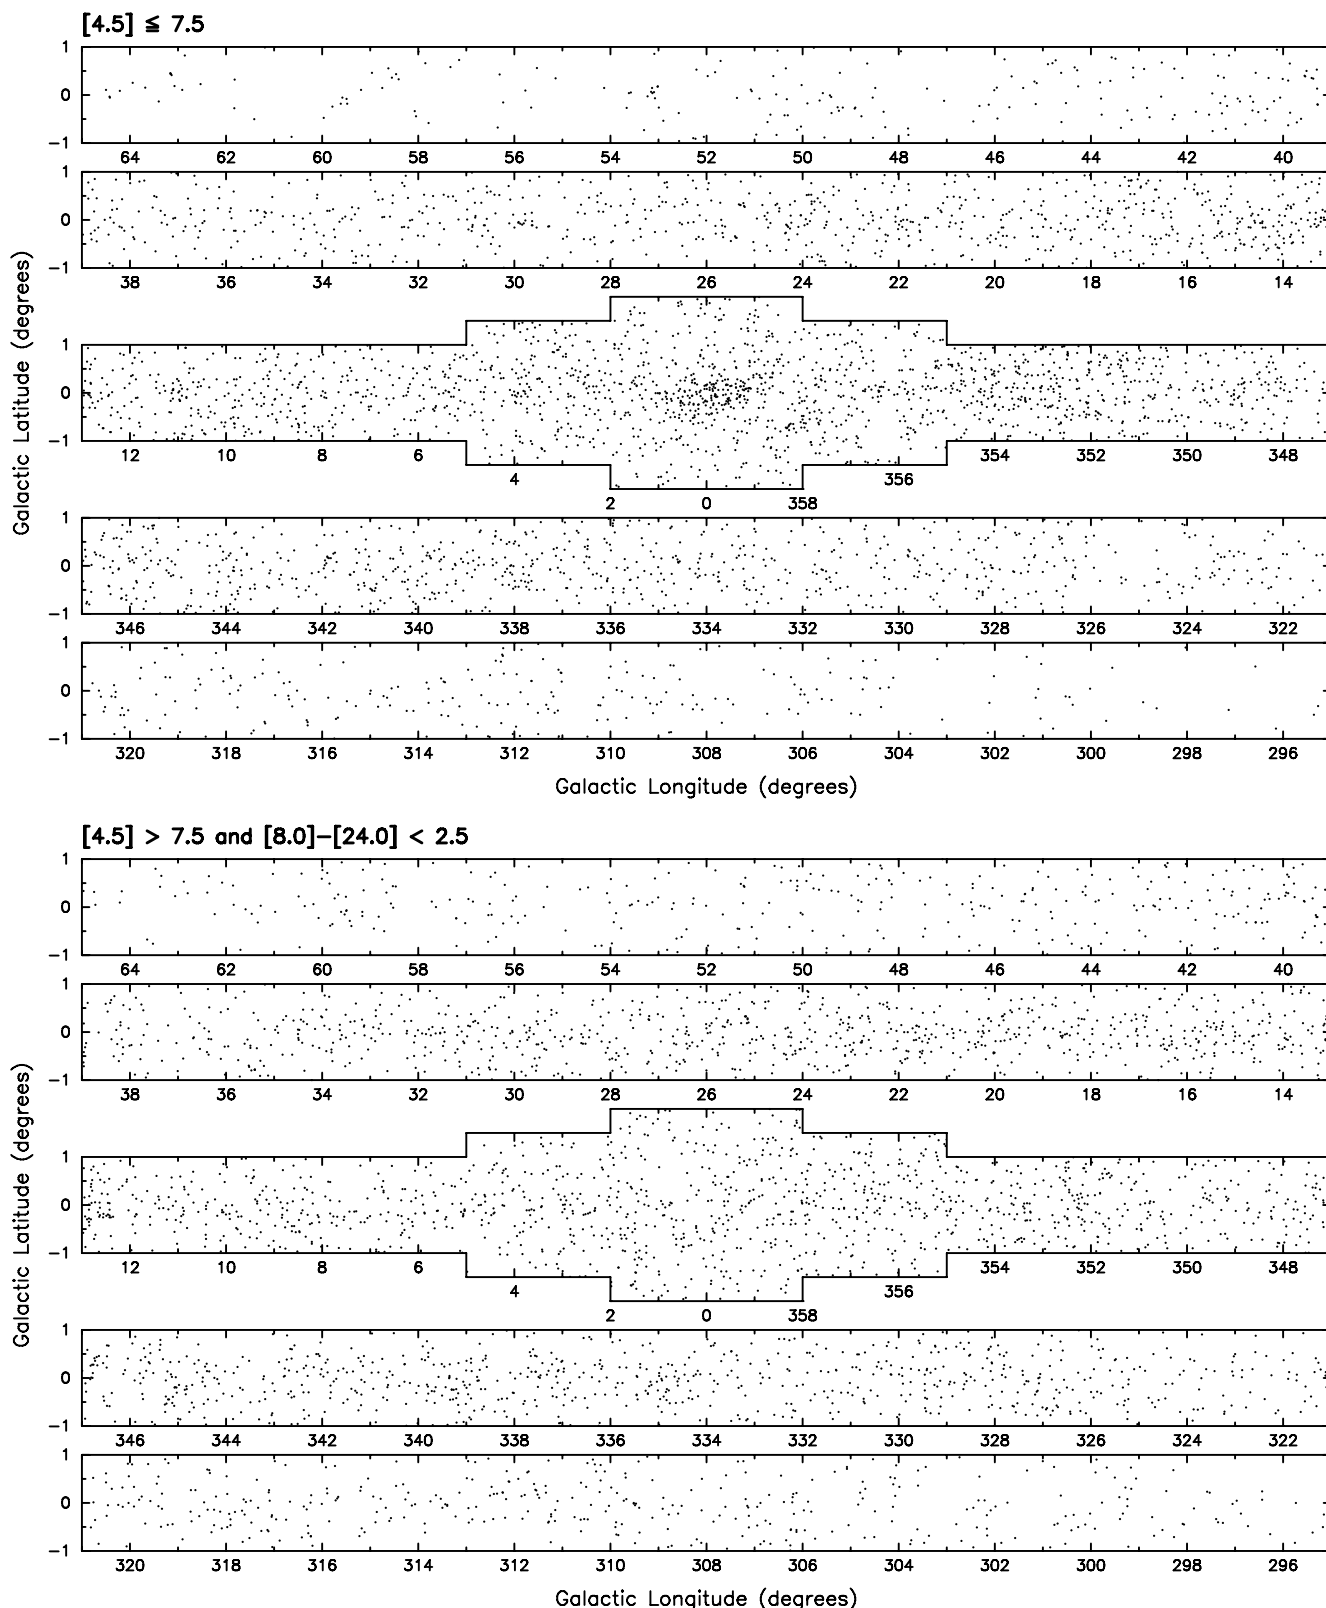 [4.5] ≦ 7.5
1
0
−1
64 62 60 58 56 54 52 50 48 46 44 42 40
1
0
−1
38 36 34 32 30 28 26 24 22 20 18 16 14
Galactic Latitude (degrees)
1
0
−1
12 10 8 6 354 352 350 348
4 356
2 0 358
1
0
−1
346 344 342 340 338 336 334 332 330 328 326 324 322
1
0
−1
320 318 316 314 312 310 308 306 304 302 300 298 296
Galactic Longitude (degrees)
[4.5] > 7.5 and [8.0]−[24.0] < 2.5
1
0
−1
64 62 60 58 56 54 52 50 48 46 44 42 40
1
0
−1
38 36 34 32 30 28 26 24 22 20 18 16 14
Galactic Latitude (degrees)
1
0
−1
12 10 8 6 354 352 350 348
4 356
2 0 358
1
0
−1
346 344 342 340 338 336 334 332 330 328 326 324 322
1
0
−1
320 318 316 314 312 310 308 306 304 302 300 298 296
Galactic Longitude (degrees)